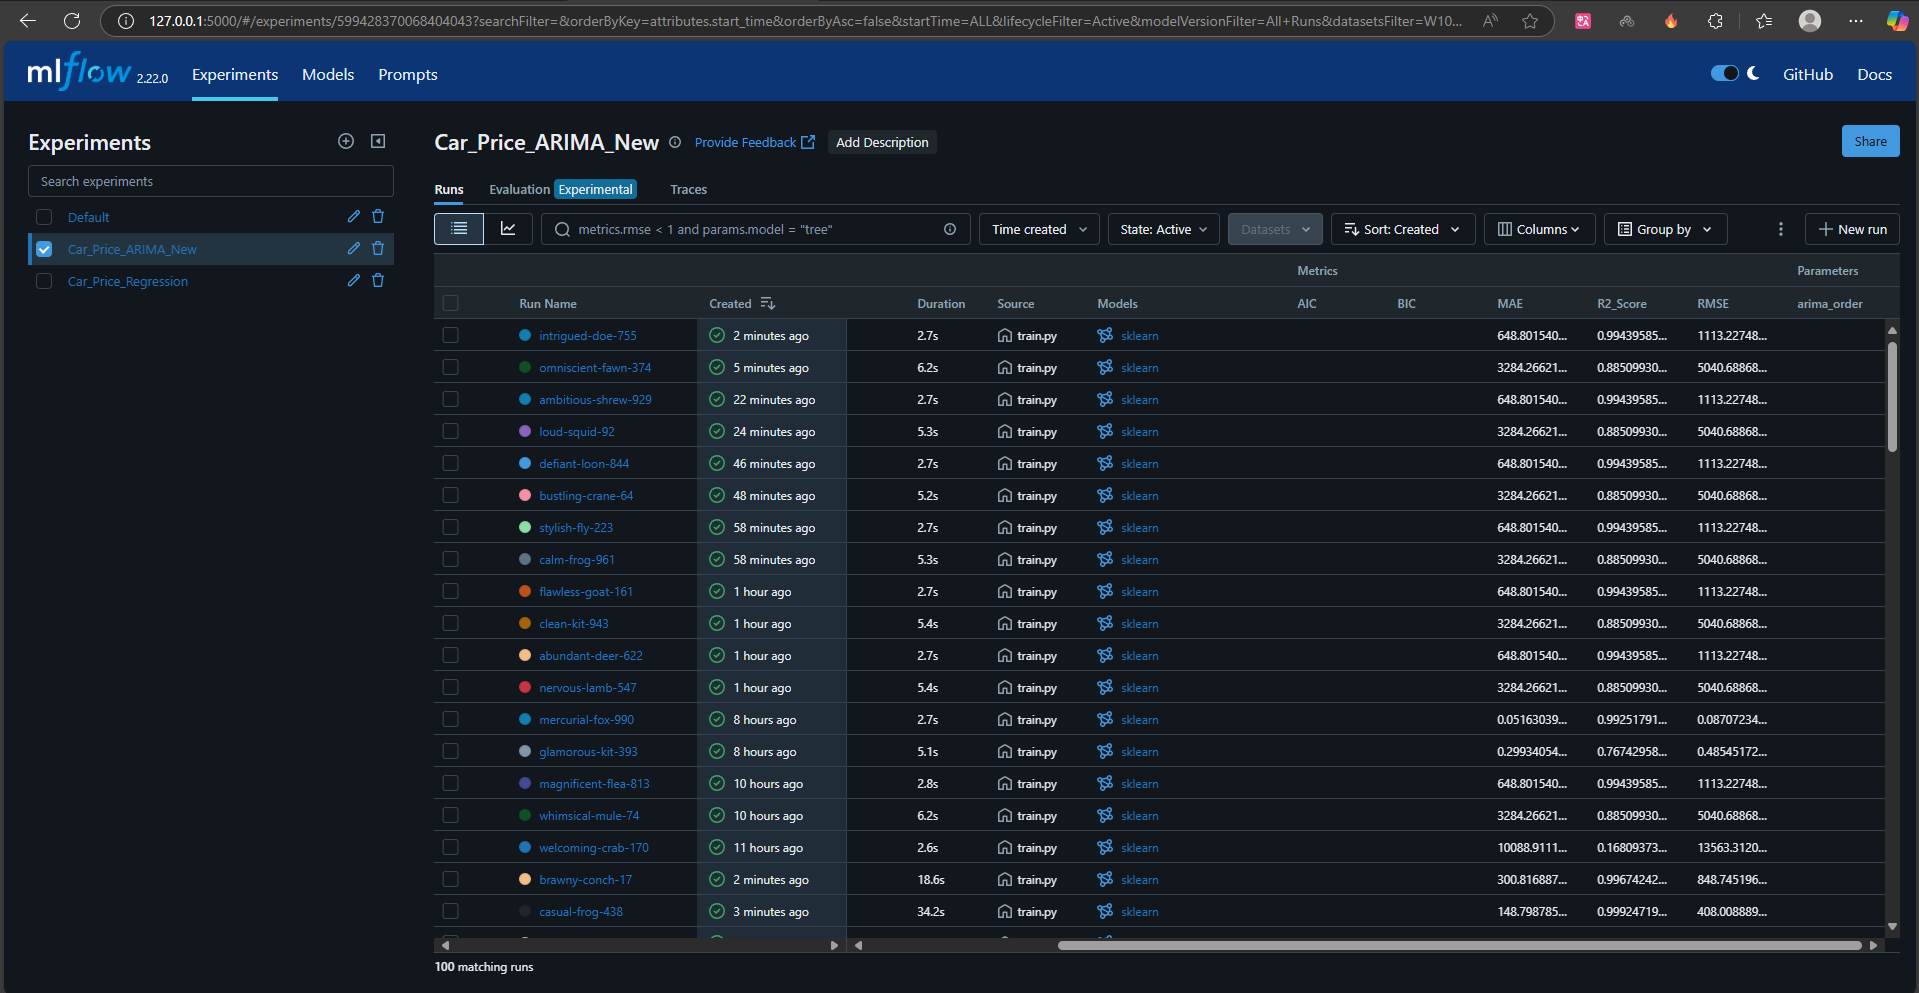 127.0.0.1:5000/#/experiments/599428370068404043?searchFilter=&orderByKey=attributes.start_time&orderByAsc=false&startTime=ALL&lifecycleFilter=Active&modelVersionFilter=All+Runs&datasetsFilter=W10...
mlflow 2.22.0 Experiments Models Prompts GitHub Docs
Experiments
Search experiments
Default
Car_Price_ARIMA_New
Car_Price_Regression
Car_Price_ARIMA_New Provide Feedback Add Description Share
Runs Evaluation Experimental Traces
metrics.rmse < 1 and params.model = "tree" Time created State: Active Datasets Sort: Created Columns Group by New run
Metrics Parameters
Run Name Created Duration Source Models AIC BIC MAE R2_Score RMSE arima_order
intrigued-doe-755 2 minutes ago 2.7s train.py sklearn 648.801540... 0.99439585... 1113.22748...
omniscient-fawn-374 5 minutes ago 6.2s train.py sklearn 3284.26621... 0.88509930... 5040.68868...
ambitious-shrew-929 22 minutes ago 2.7s train.py sklearn 648.801540... 0.99439585... 1113.22748...
loud-squid-92 24 minutes ago 5.3s train.py sklearn 3284.26621... 0.88509930... 5040.68868...
defiant-loon-844 46 minutes ago 2.7s train.py sklearn 648.801540... 0.99439585... 1113.22748...
bustling-crane-64 48 minutes ago 5.2s train.py sklearn 3284.26621... 0.88509930... 5040.68868...
stylish-fly-223 58 minutes ago 2.7s train.py sklearn 648.801540... 0.99439585... 1113.22748...
calm-frog-961 58 minutes ago 5.3s train.py sklearn 3284.26621... 0.88509930... 5040.68868...
flawless-goat-161 1 hour ago 2.7s train.py sklearn 648.801540... 0.99439585... 1113.22748...
clean-kit-943 1 hour ago 5.4s train.py sklearn 3284.26621... 0.88509930... 5040.68868...
abundant-deer-622 1 hour ago 2.7s train.py sklearn 648.801540... 0.99439585... 1113.22748...
nervous-lamb-547 1 hour ago 5.4s train.py sklearn 3284.26621... 0.88509930... 5040.68868...
mercurial-fox-990 8 hours ago 2.7s train.py sklearn 0.05163039... 0.99251791... 0.08707234...
glamorous-kit-393 8 hours ago 5.1s train.py sklearn 0.29934054... 0.76742958... 0.48545172...
magnificent-flea-813 10 hours ago 2.8s train.py sklearn 648.801540... 0.99439585... 1113.22748...
whimsical-mule-74 10 hours ago 6.2s train.py sklearn 3284.26621... 0.88509930... 5040.68868...
welcoming-crab-170 11 hours ago 2.6s train.py sklearn 10088.9111... 0.16809373... 13563.3120...
brawny-conch-17 2 minutes ago 18.6s train.py sklearn 300.816887... 0.99674242... 848.745196...
casual-frog-438 3 minutes ago 34.2s train.py sklearn 148.798785... 0.99924719... 408.008889...
100 matching runs